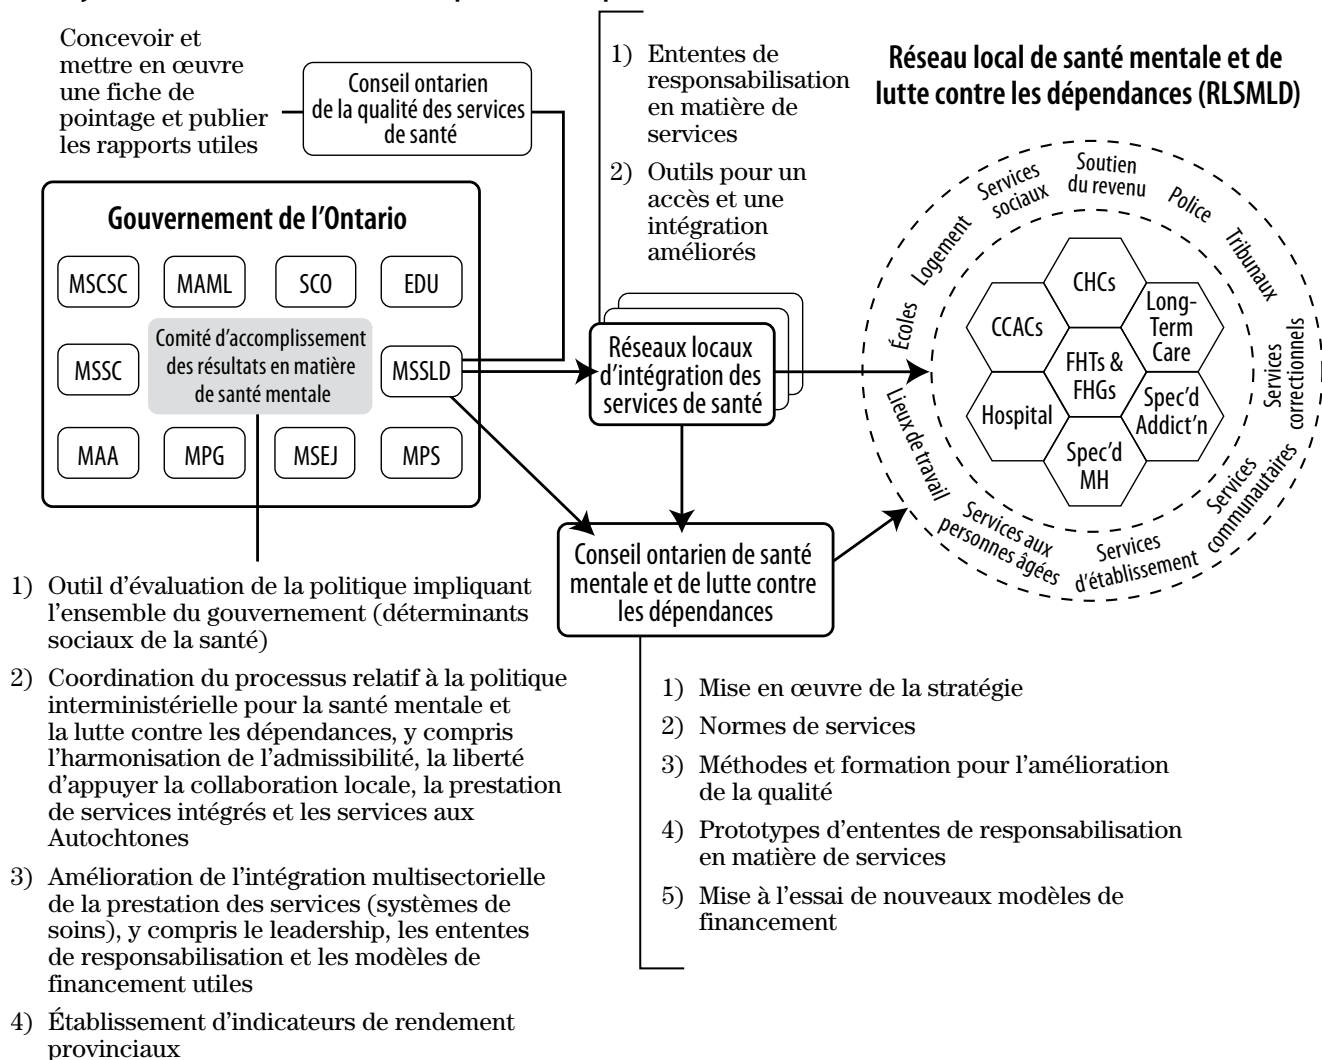 Concevoir et
mettre en œuvre
une fiche de
pointage et publier
les rapports utiles
Conseil ontarien
de la qualité des services
de santé
1) Ententes de
responsabilisation
en matière de
services
2) Outils pour un
accès et une
intégration
améliorés
Réseau local de santé mentale et de
lutte contre les dépendances (RLSMLD)
Gouvernement de l’Ontario
MSCSC
MAML
SCO
EDU
MSSC
Comité d’accomplissement
des résultats en matière
de santé mentale
MSSLD
MAA
MPG
MSEJ
MPS
Réseaux locaux
d’intégration des
services de santé
Conseil ontarien de santé
mentale et de lutte contre
les dépendances
Lieux de travail
Écoles
Logement
Services
sociaux
Soutien
du revenu
Police
Tribunaux
Services
correctionnels
Services
communautaires
Services
d’établissement
Services aux
personnes âgées
CHCs
CCACs
Long-
Term
Care
FHTs &
FHGs
Hospital
Spec’d
Addict’n
Spec’d
MH
1) Outil d’évaluation de la politique impliquant
l’ensemble du gouvernement (déterminants
sociaux de la santé)
2) Coordination du processus relatif à la politique
interministérielle pour la santé mentale et
la lutte contre les dépendances, y compris
l’harmonisation de l’admissibilité, la liberté
d’appuyer la collaboration locale, la prestation
de services intégrés et les services aux
Autochtones
3) Amélioration de l’intégration multisectorielle
de la prestation des services (systèmes de
soins), y compris le leadership, les ententes
de responsabilisation et les modèles de
financement utiles
4) Établissement d’indicateurs de rendement
provinciaux
1) Mise en œuvre de la stratégie
2) Normes de services
3) Méthodes et formation pour l’amélioration
de la qualité
4) Prototypes d’ententes de responsabilisation
en matière de services
5) Mise à l’essai de nouveaux modèles de
financement